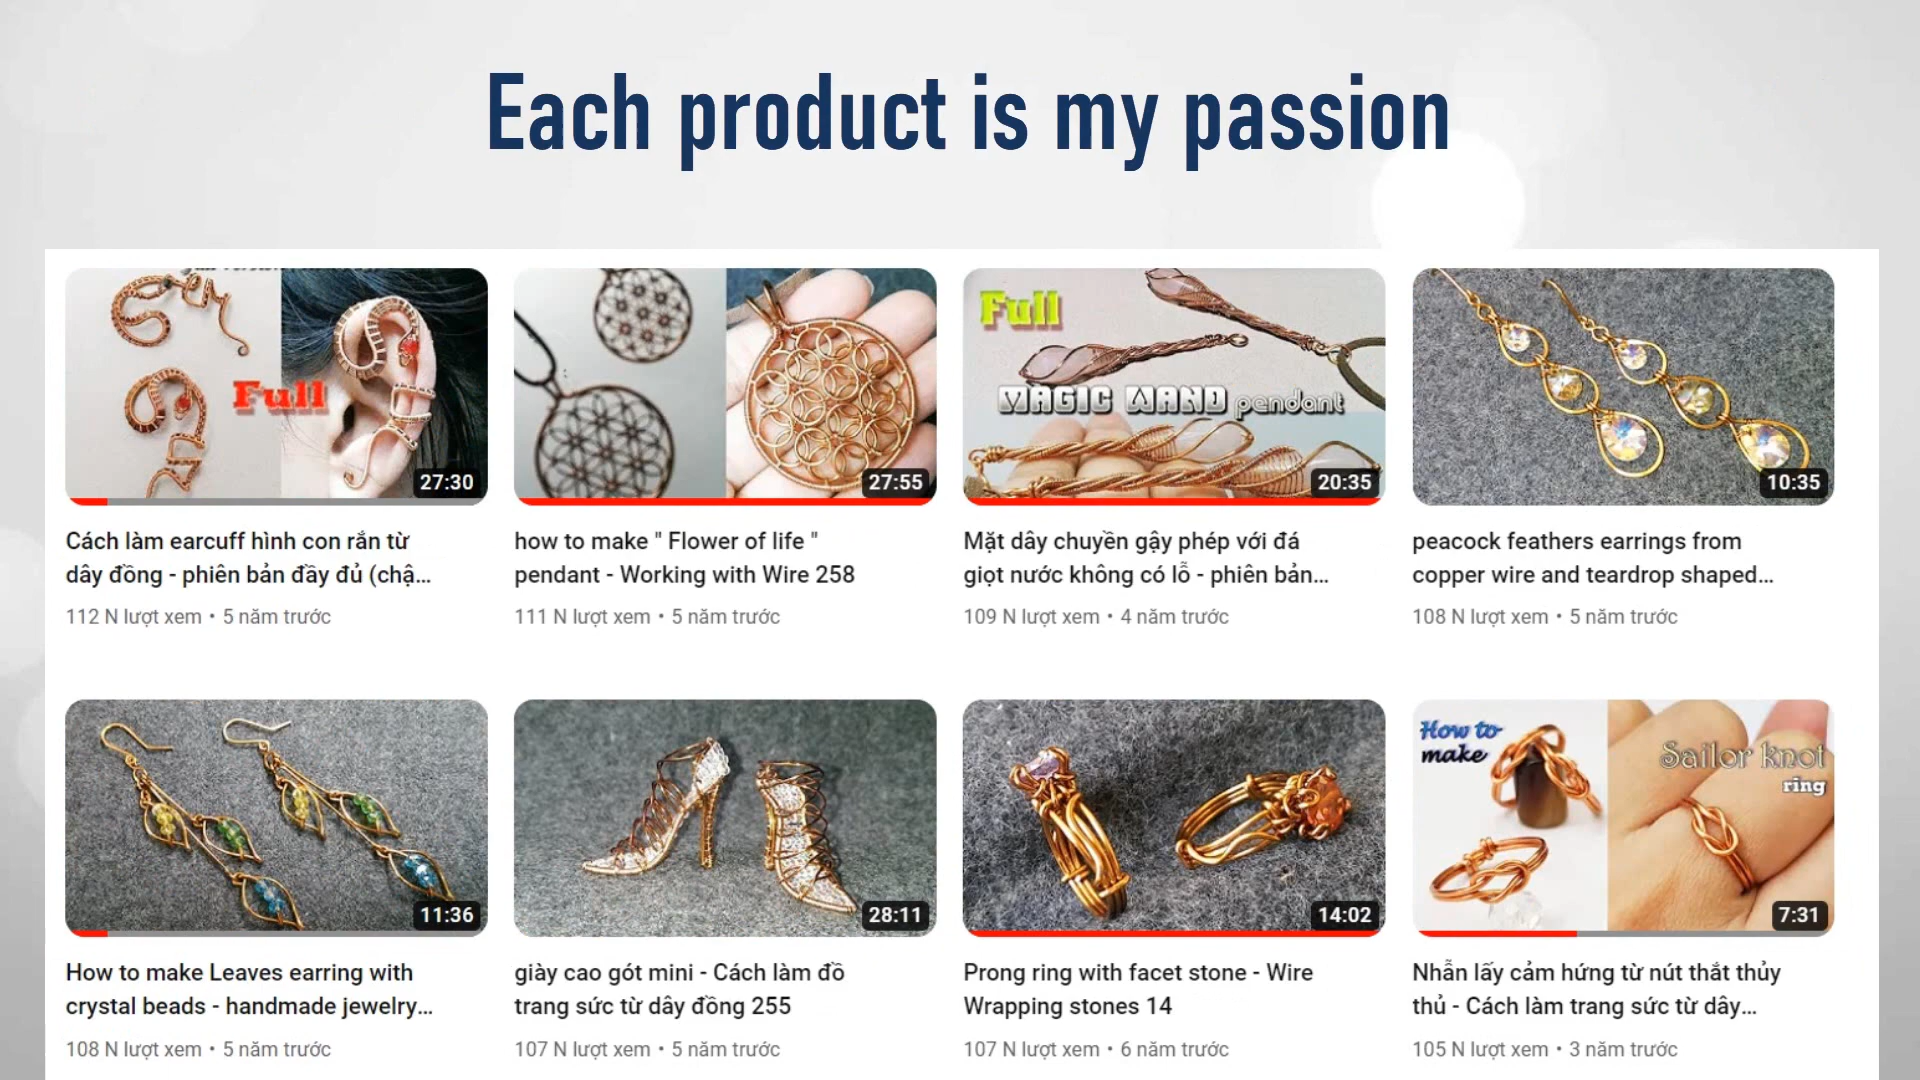 Each product is my passion
Full
27:30
27:55
Full
MAGIC WAND pendant
20:35
10:35
Cách làm earcuff hình con rắn từ
dây đồng - phiên bản đầy đủ (chậ...
112 N lượt xem • 5 năm trước
how to make " Flower of life "
pendant - Working with Wire 258
111 N lượt xem • 5 năm trước
Mặt dây chuyền gậy phép với đá
giọt nước không có lỗ - phiên bản...
109 N lượt xem • 4 năm trước
peacock feathers earrings from
copper wire and teardrop shaped...
108 N lượt xem • 5 năm trước
11:36
28:11
14:02
How to
make
Sailor knot
ring
7:31
How to make Leaves earring with
crystal beads - handmade jewelry...
108 N lượt xem • 5 năm trước
giày cao gót mini - Cách làm đồ
trang sức từ dây đồng 255
107 N lượt xem • 5 năm trước
Prong ring with facet stone - Wire
Wrapping stones 14
107 N lượt xem • 6 năm trước
Nhẫn lấy cảm hứng từ nút thắt thủy
thủ - Cách làm trang sức từ dây...
105 N lượt xem • 3 năm trước